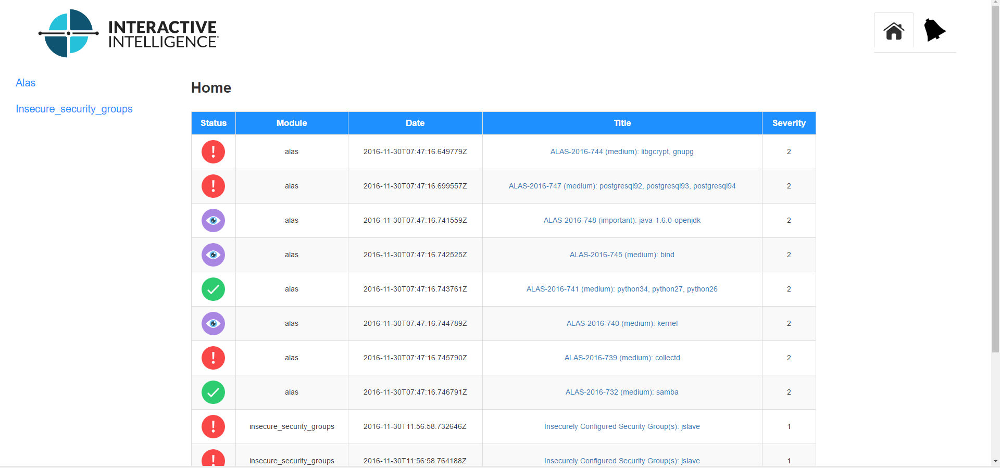 INTERACTIVE
INTELLIGENCE
Alas
Insecure_security_groups
Home
Status Module Date Title Severity
! alas 2016-11-30T07:47:16.649779Z ALAS-2016-744 (medium): libgcrypt, gnupg 2
! alas 2016-11-30T07:47:16.699557Z ALAS-2016-747 (medium): postgresql92, postgresql93, postgresql94 2
alas 2016-11-30T07:47:16.741559Z ALAS-2016-748 (important): java-1.6.0-openjdk 2
alas 2016-11-30T07:47:16.742525Z ALAS-2016-745 (medium): bind 2
alas 2016-11-30T07:47:16.743761Z ALAS-2016-741 (medium): python34, python27, python26 2
alas 2016-11-30T07:47:16.744789Z ALAS-2016-740 (medium): kernel 2
! alas 2016-11-30T07:47:16.745790Z ALAS-2016-739 (medium): collectd 2
alas 2016-11-30T07:47:16.746791Z ALAS-2016-732 (medium): samba 2
! insecure_security_groups 2016-11-30T11:56:58.732646Z Insecurely Configured Security Group(s): jslave 1
! insecure_security_groups 2016-11-30T11:56:58.764188Z Insecurely Configured Security Group(s): jslave 1